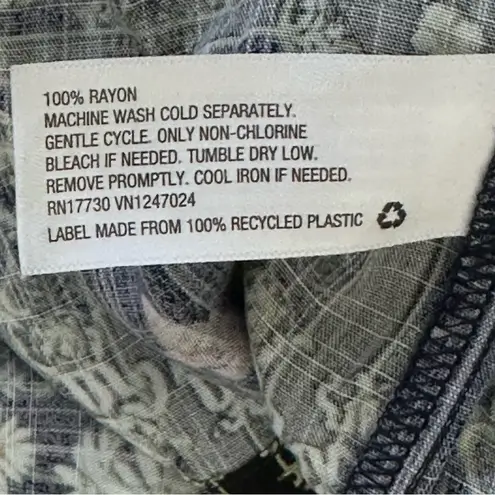 100% RAYON
MACHINE WASH COLD SEPARATELY.
GENTLE CYCLE. ONLY NON-CHLORINE
BLEACH IF NEEDED. TUMBLE DRY LOW.
REMOVE PROMPTLY. COOL IRON IF NEEDED.
RN17730 VN1247024
LABEL MADE FROM 100% RECYCLED PLASTIC